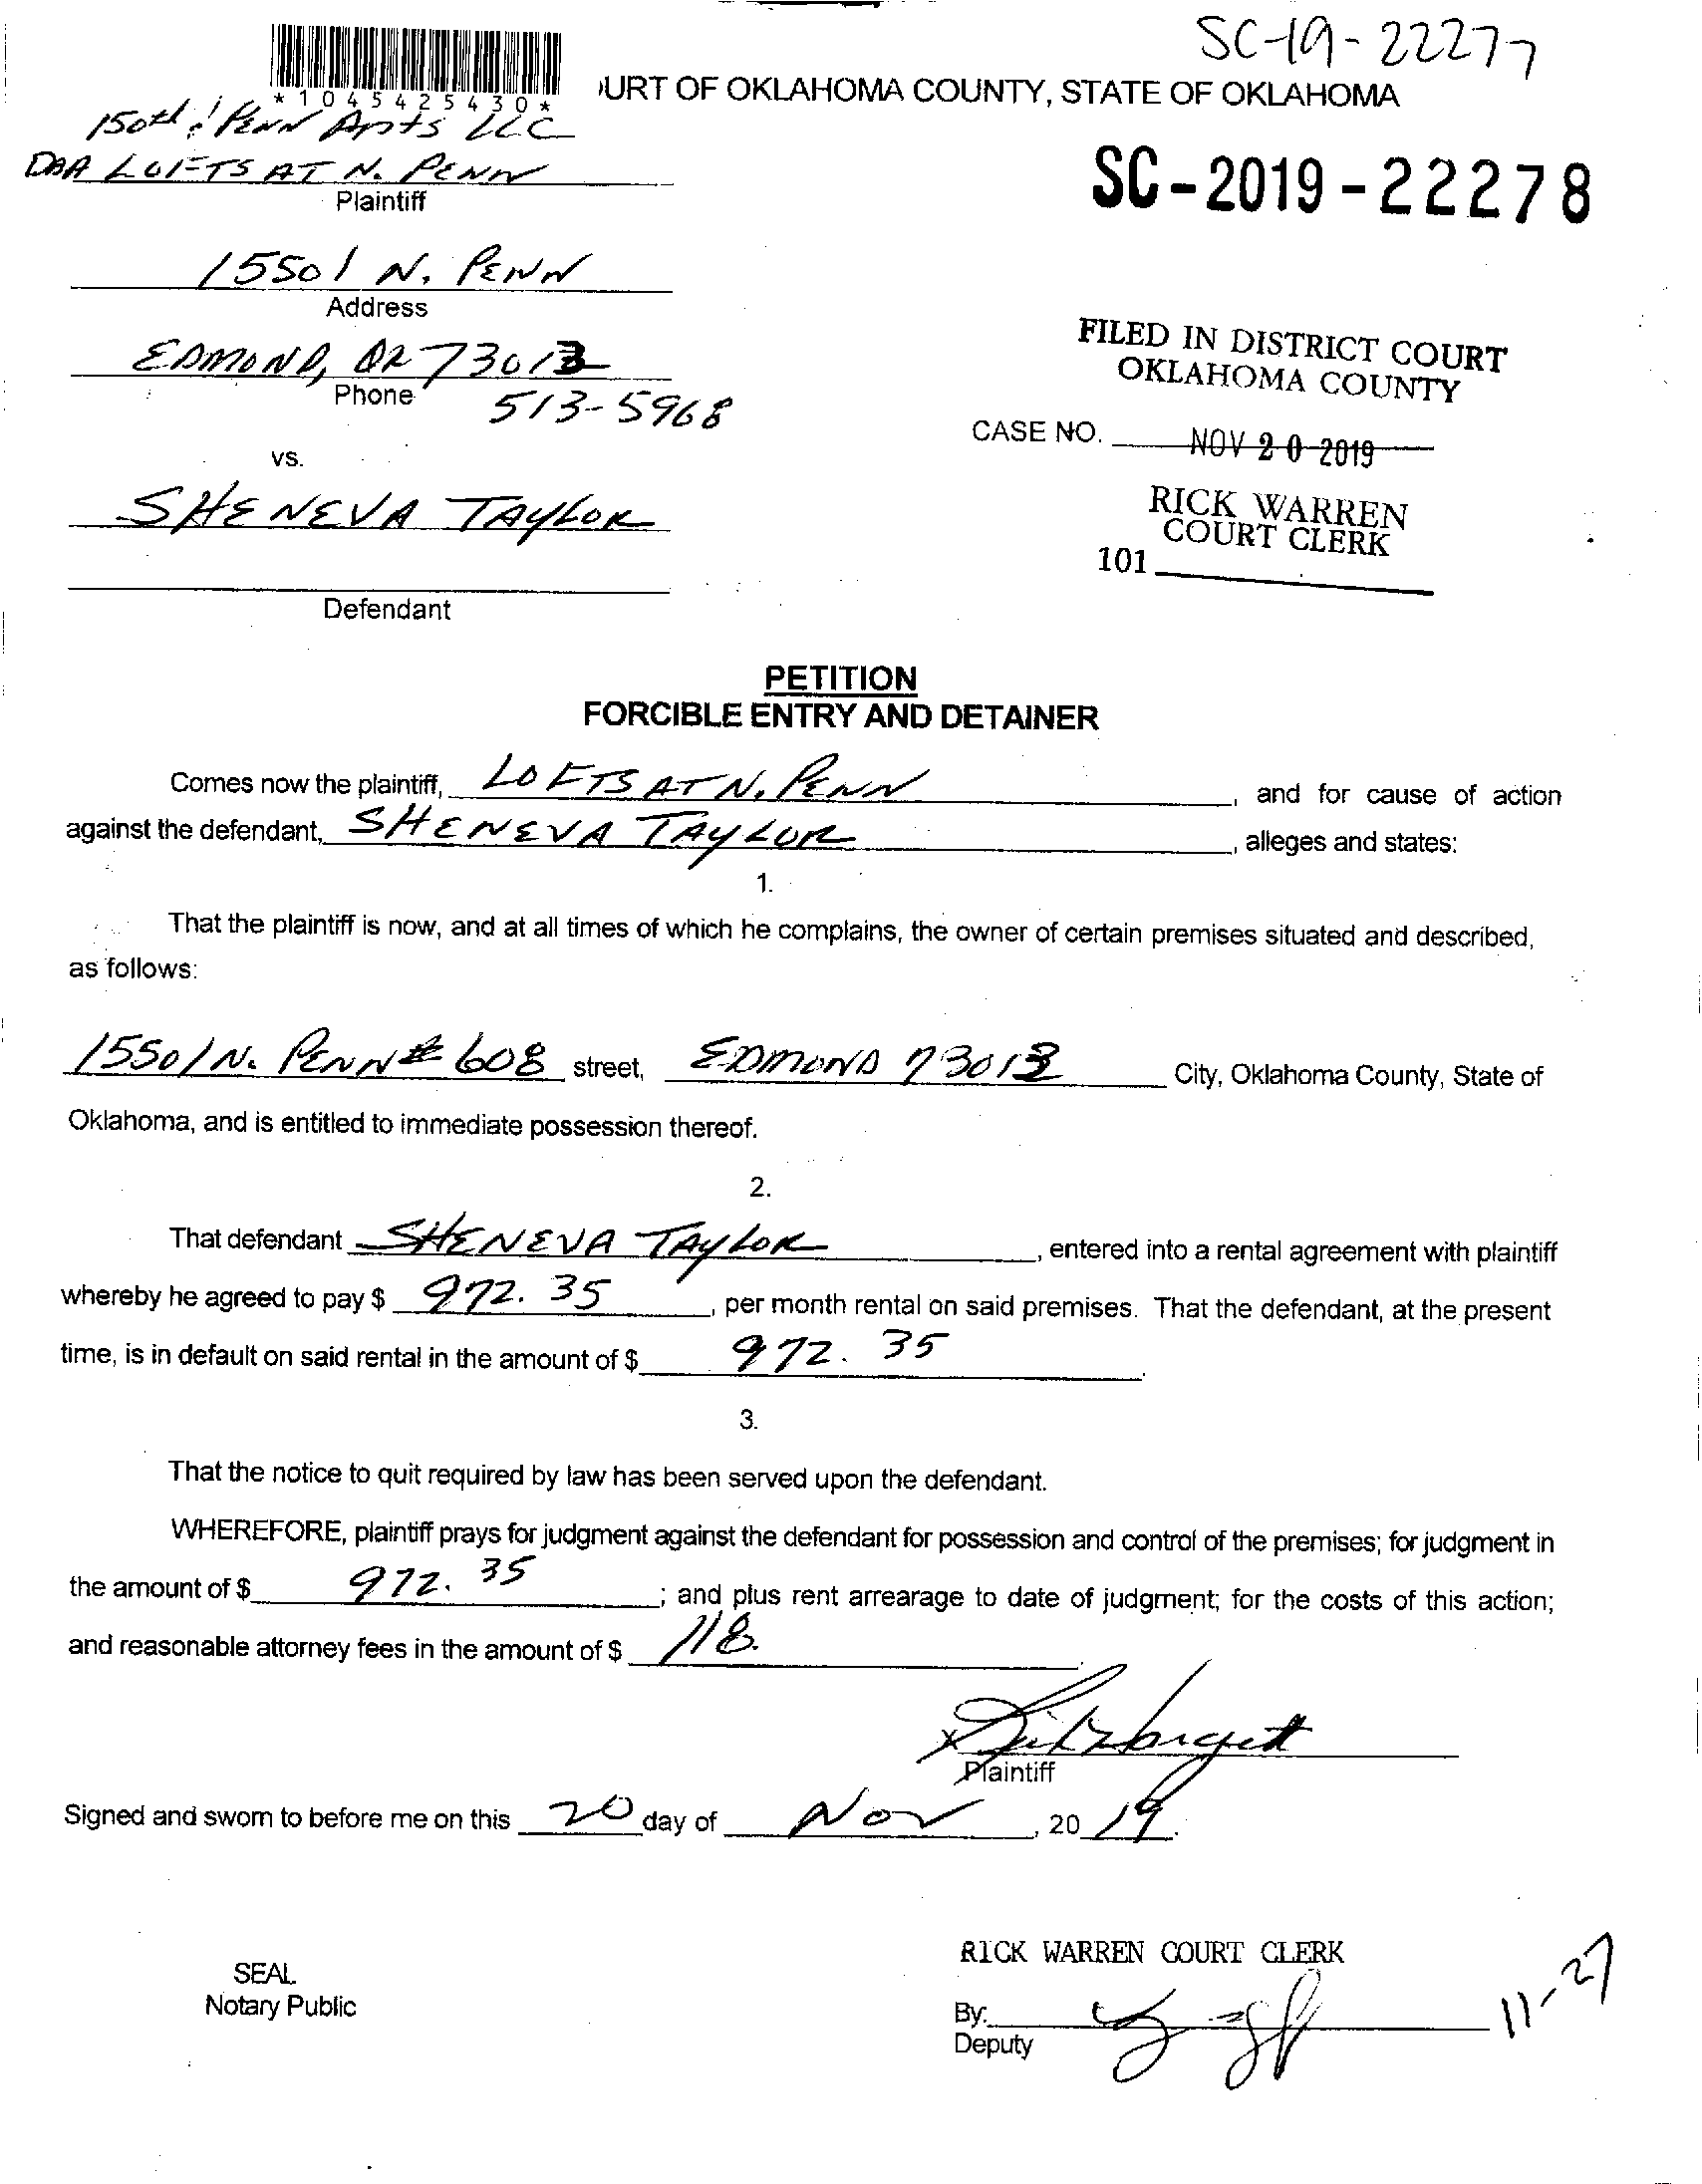 SC-19-22277
*1045425430*
URT OF OKLAHOMA COUNTY, STATE OF OKLAHOMA
150th & PENN Apts LLC
DBA LOFTS AT N. PENN
Plaintiff
SC-2019-22278
15501 N. PENN
Address
EDMOND, OK 73013
Phone
513-5968
FILED IN DISTRICT COURT
OKLAHOMA COUNTY
CASE NO.
NOV 20 2019
vs.
SHENEVA TAYLOR
RICK WARREN
COURT CLERK
101
Defendant
PETITION
FORCIBLE ENTRY AND DETAINER
Comes now the plaintiff, LOFTS AT N. PENN, and for cause of action
against the defendant, SHENEVA TAYLOR, alleges and states:
1.
That the plaintiff is now, and at all times of which he complains, the owner of certain premises situated and described,
as follows:
15501 N. PENN # 608 street, EDMOND 73013 City, Oklahoma County, State of
Oklahoma, and is entitled to immediate possession thereof.
2.
That defendant SHENEVA TAYLOR, entered into a rental agreement with plaintiff
whereby he agreed to pay $ 972.35, per month rental on said premises. That the defendant, at the present
time, is in default on said rental in the amount of $ 972.35.
3.
That the notice to quit required by law has been served upon the defendant.
WHEREFORE, plaintiff prays for judgment against the defendant for possession and control of the premises; for judgment in
the amount of $ 972.35; and plus rent arrearage to date of judgment; for the costs of this action;
and reasonable attorney fees in the amount of $ 118.
X
Plaintiff
Signed and sworn to before me on this 20 day of Nov, 20 19.
RICK WARREN COURT CLERK
SEAL
Notary Public
By:
Deputy
11-27